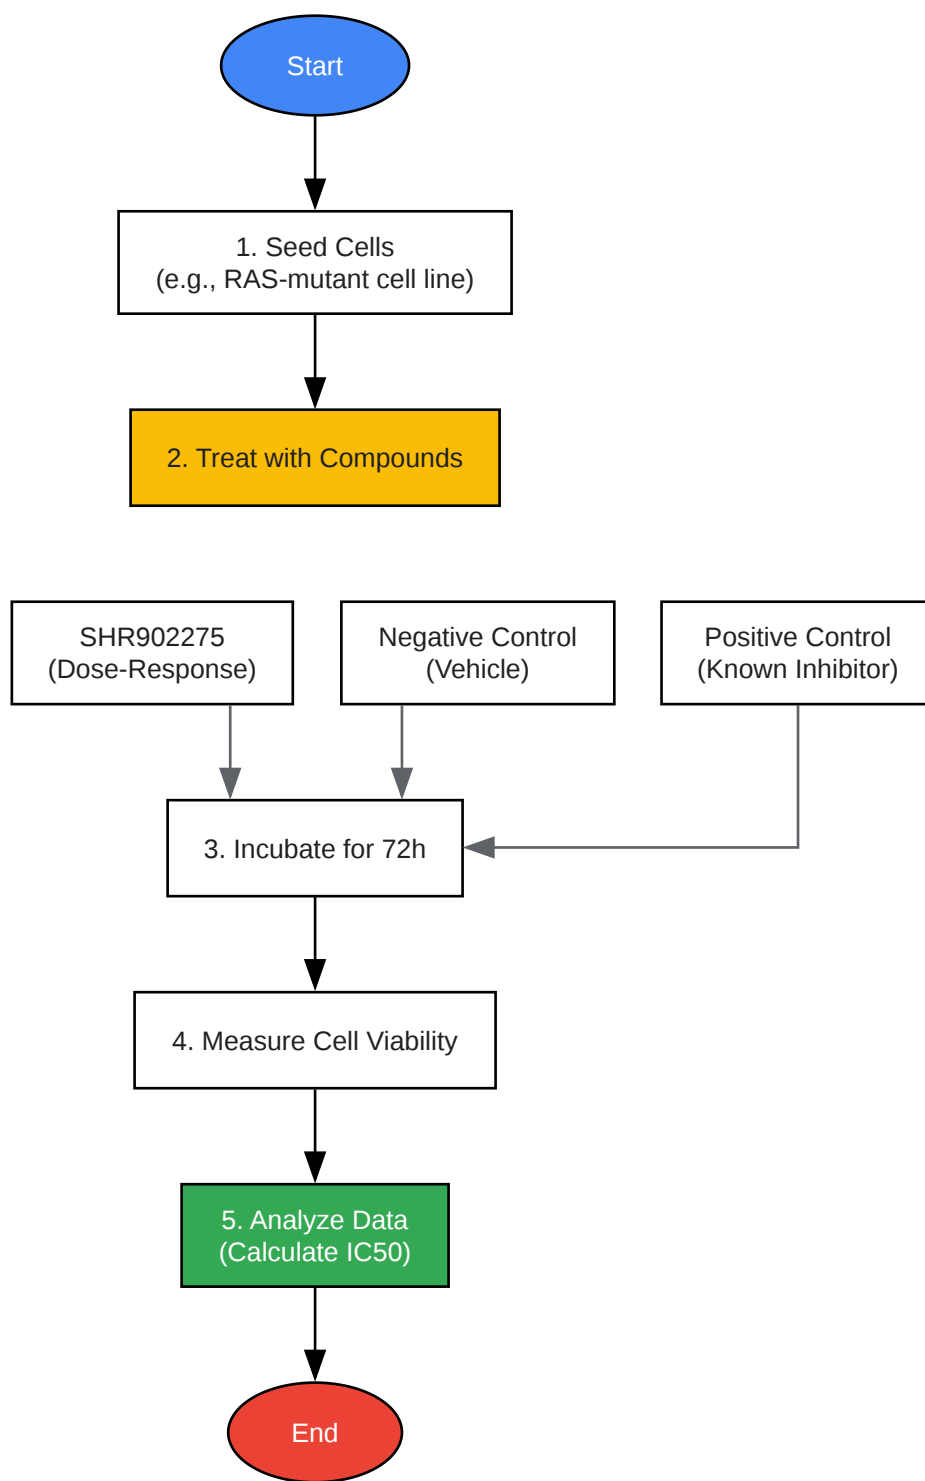 Start
1. Seed Cells
(e.g., RAS-mutant cell line)
2. Treat with Compounds
SHR902275
(Dose-Response)
Negative Control
(Vehicle)
Positive Control
(Known Inhibitor)
3. Incubate for 72h
4. Measure Cell Viability
5. Analyze Data
(Calculate IC50)
End